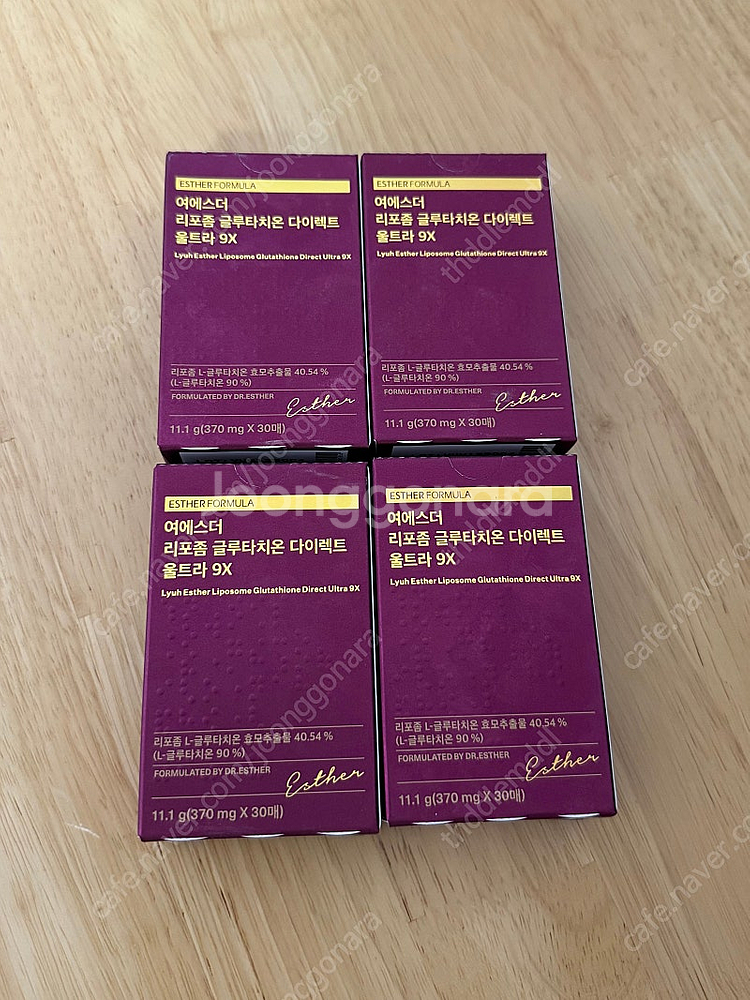 ESTHER FORMULA
여에스더
리포좀 글루타치온 다이렉트
울트라 9X
Lyuh Esther Liposome Glutathione Direct Ultra 9X
리포좀 L-글루타치온 효모추출물 40.54 %
(L-글루타치온 90 %)
FORMULATED BY DR.ESTHER
Esther
11.1 g(370 mg X 30매)
ESTHER FORMULA
여에스더
리포좀 글루타치온 다이렉트
울트라 9X
Lyuh Esther Liposome Glutathione Direct Ultra 9X
리포좀 L-글루타치온 효모추출물 40.54 %
(L-글루타치온 90 %)
FORMULATED BY DR.ESTHER
Esther
11.1 g(370 mg X 30매)
Joonggonara
ESTHER FORMULA
여에스더
리포좀 글루타치온 다이렉트
울트라 9X
Lyuh Esther Liposome Glutathione Direct Ultra 9X
리포좀 L-글루타치온 효모추출물 40.54 %
(L-글루타치온 90 %)
FORMULATED BY DR.ESTHER
Esther
11.1 g(370 mg X 30매)
ESTHER FORMULA
여에스더
리포좀 글루타치온 다이렉트
울트라 9X
Lyuh Esther Liposome Glutathione Direct Ultra 9X
리포좀 L-글루타치온 효모추출물 40.54 %
(L-글루타치온 90 %)
FORMULATED BY DR.ESTHER
Esther
11.1 g(370 mg X 30매)
cafe.naver.com/joonggonara